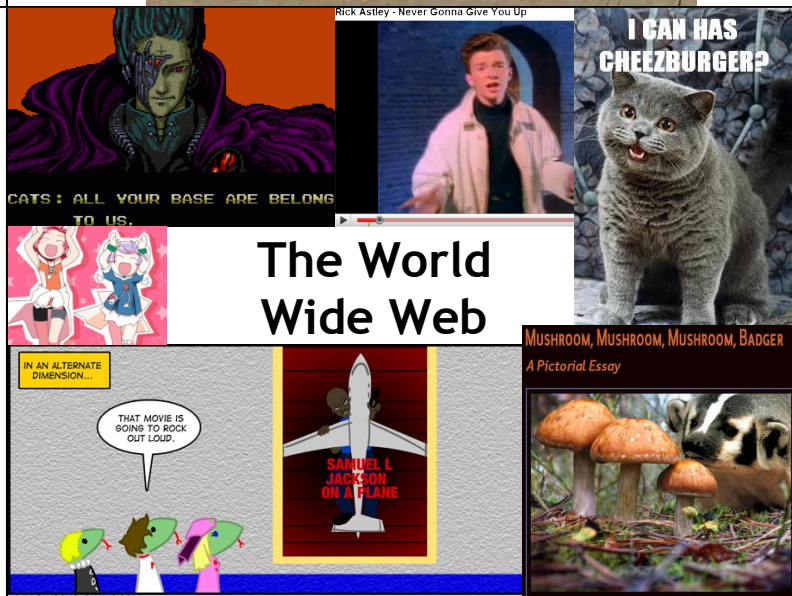 Rick Astley - Never Gonna Give You Up
I CAN HAS
CHEEZBURGER?
CATS : ALL YOUR BASE ARE BELONG
TO US.
The World
Wide Web
MUSHROOM, MUSHROOM, MUSHROOM, BADGER
A Pictorial Essay
IN AN ALTERNATE
DIMENSION...
THAT MOVIE IS
GOING TO ROCK
OUT LOUD.
SAMUEL L
JACKSON
ON A PLANE